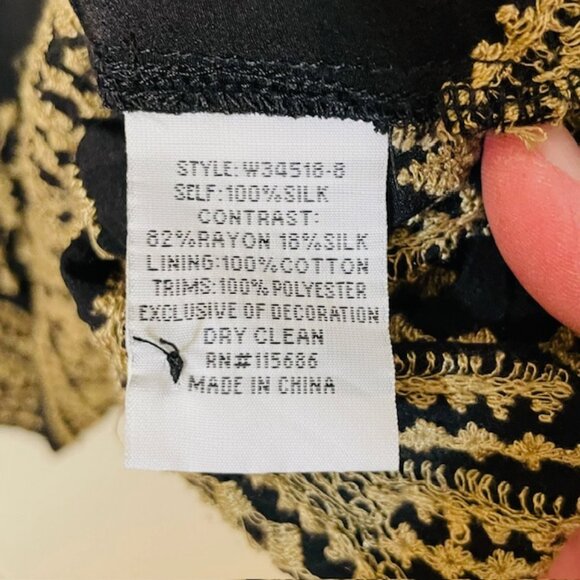 STYLE:W34518-8
SELF:100%SILK
CONTRAST:
82%RAYON 18%SILK
LINING:100%COTTON
TRIMS:100%POLYESTER
EXCLUSIVE OF DECORATION
DRY CLEAN
RN#115686
MADE IN CHINA